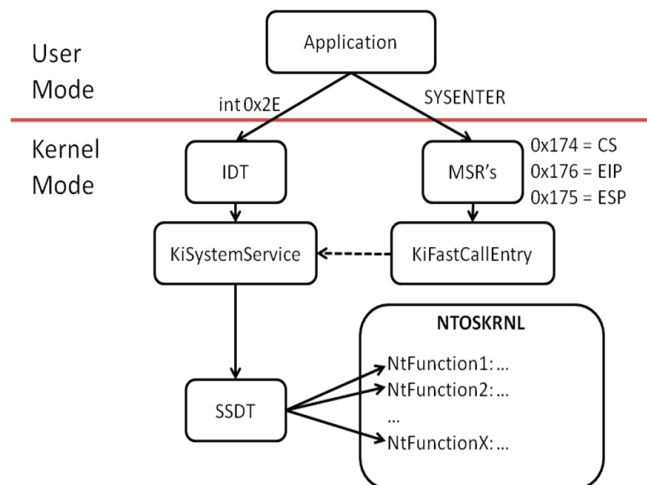 Application
User
Mode
int 0x2E
SYSENTER
Kernel
Mode
IDT
MSR's
0x174 = CS
0x176 = EIP
0x175 = ESP
KiSystemService
KiFastCallEntry
NTOSKRNL
NtFunction1: ...
NtFunction2: ...
...
NtFunctionX: ...
SSDT